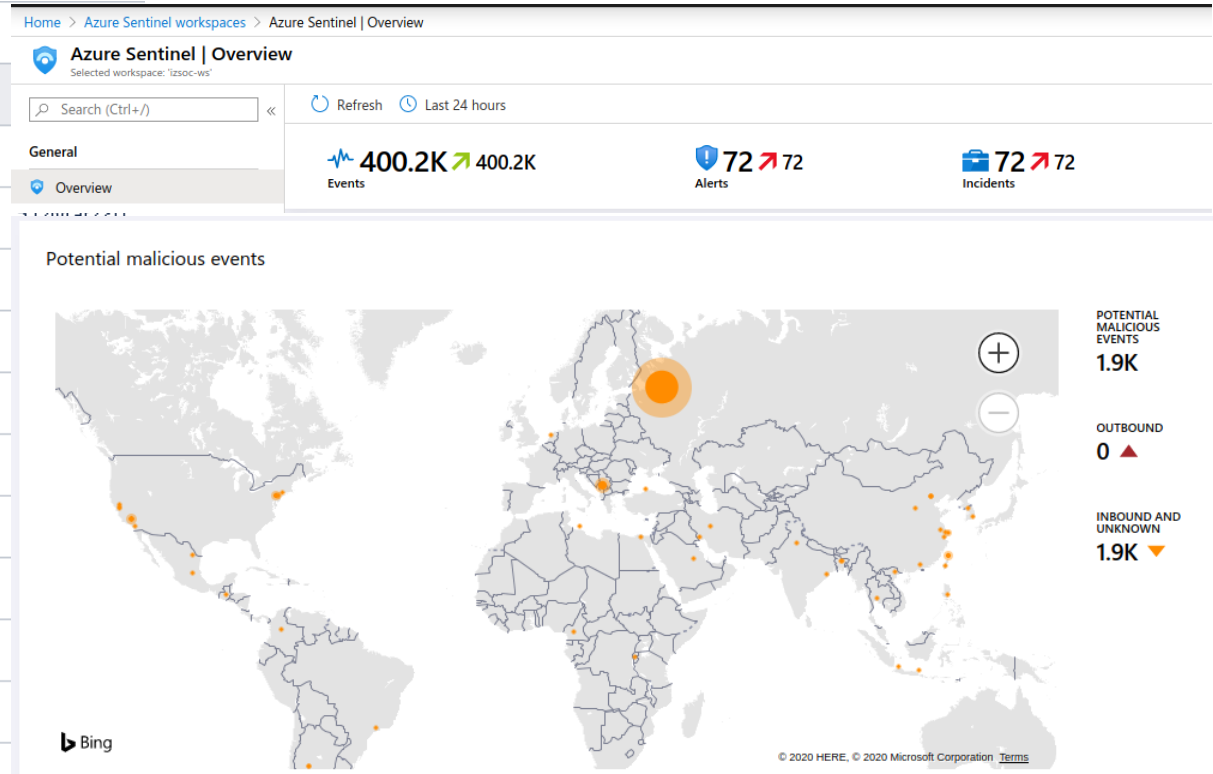 Home > Azure Sentinel workspaces > Azure Sentinel | Overview
Azure Sentinel | Overview
Selected workspace: 'izsoc-ws'
Search (Ctrl+/)
«
Refresh
Last 24 hours
General
Overview
400.2K 400.2K
Events
72 72
Alerts
72 72
Incidents
Potential malicious events
POTENTIAL
MALICIOUS
EVENTS
1.9K
OUTBOUND
0
INBOUND AND
UNKNOWN
1.9K
Bing
© 2020 HERE, © 2020 Microsoft Corporation Terms